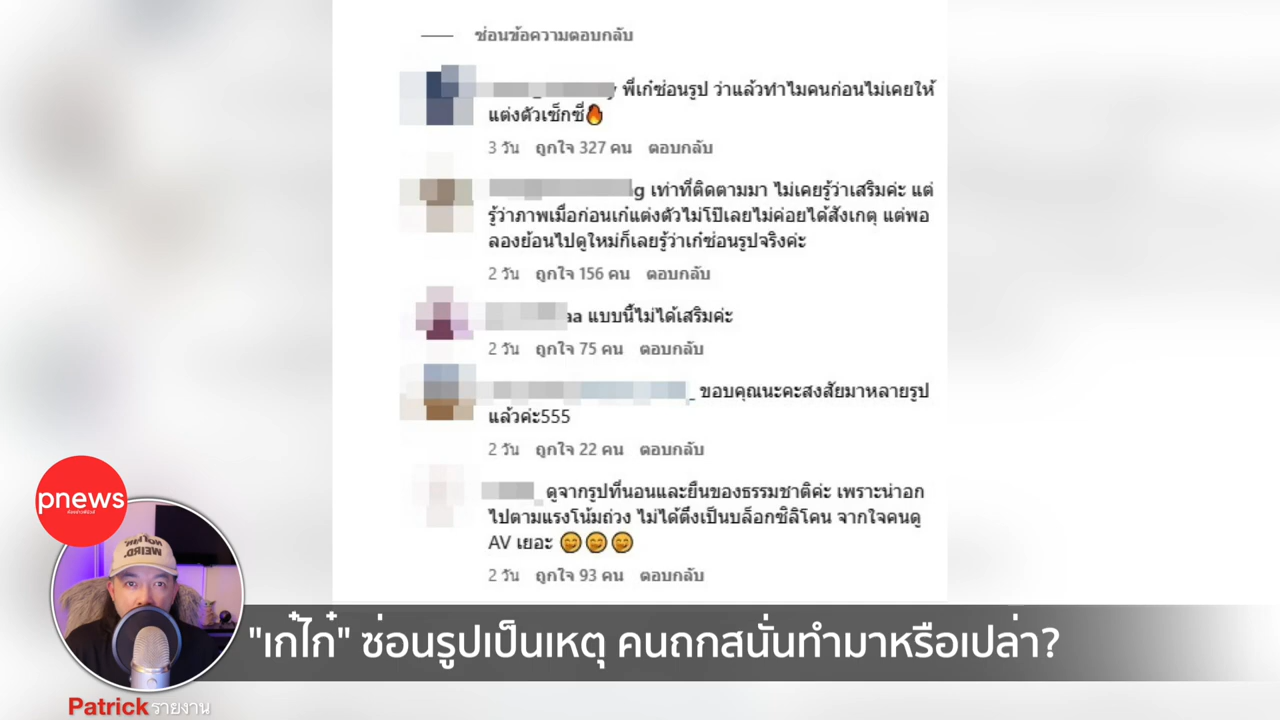 ซ่อนข้อความตอบกลับ
y พี่เก๋ซ่อนรูป ว่าแล้วทำไมคนก่อนไม่เคยให้
แต่งตัวเซ็กซี่🔥
3 วัน ถูกใจ 327 คน ตอบกลับ
g เท่าที่ติดตามมา ไม่เคยรู้ว่าเสริมค่ะ แต่
รู้ว่าภาพเมื่อก่อนเก๋แต่งตัวไม่โป๊เลยไม่ค่อยได้สังเกตุ แต่พอ
ลองย้อนไปดูใหม่ก็เลยรู้ว่าเก๋ซ่อนรูปจริงค่ะ
2 วัน ถูกใจ 156 คน ตอบกลับ
aa แบบนี้ไม่ได้เสริมค่ะ
2 วัน ถูกใจ 75 คน ตอบกลับ
_ ขอบคุณนะคะสงสัยมาหลายรูป
แล้วค่ะ555
2 วัน ถูกใจ 22 คน ตอบกลับ
_ ดูจากรูปที่นอนและยืนของธรรมชาติค่ะ เพราะน่าอก
ไปตามแรงโน้มถ่วง ไม่ได้ตึงเป็นบล็อกซิลิโคน จากใจคนดู
AV เยอะ 😁😁😁
2 วัน ถูกใจ 93 คน ตอบกลับ
pnews
WEIRD.
"เก๋ไก๋" ซ่อนรูปเป็นเหตุ คนถกสนั่นทำมาหรือเปล่า?
Patrick รายงาน